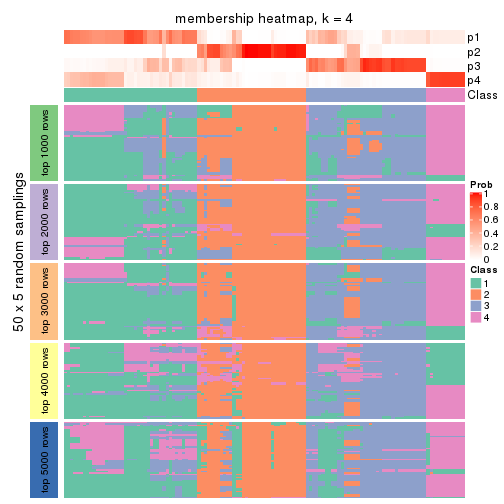 membership heatmap, k = 4
p1
p2
p3
p4
Class
50 x 5 random samplings
top 1000 rows
top 2000 rows
top 3000 rows
top 4000 rows
top 5000 rows
Prob
1
0.8
0.6
0.4
0.2
0
Class
1
2
3
4